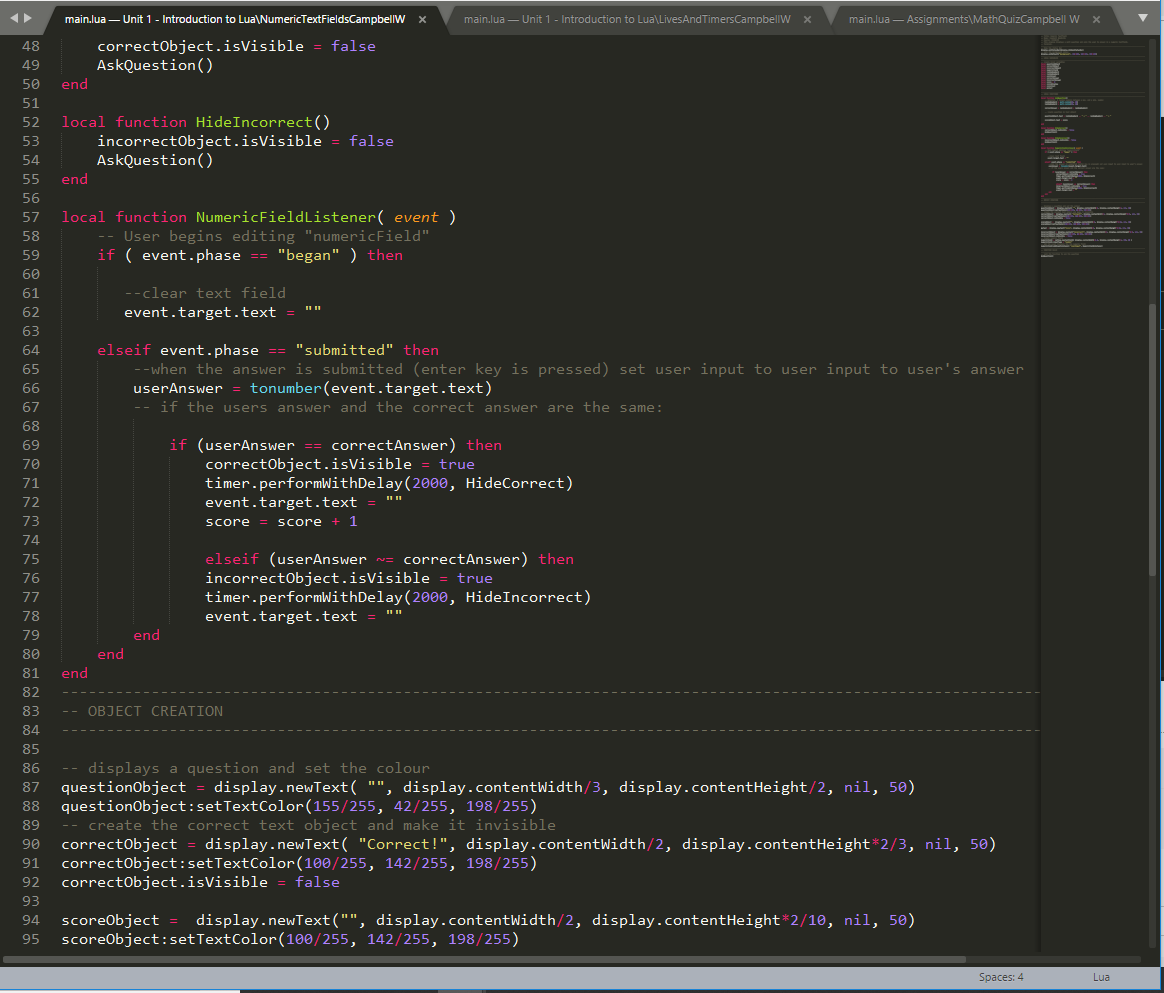 main.lua — Unit 1 - Introduction to Lua\NumericTextFieldsCampbellW × main.lua — Unit 1 - Introduction to Lua\LivesAndTimersCampbellW × main.lua — Assignments\MathQuizCampbell W ×
48 correctObject.isVisible = false
49 AskQuestion()
50 end
51
52 local function HideIncorrect()
53 incorrectObject.isVisible = false
54 AskQuestion()
55 end
56
57 local function NumericFieldListener( event )
58 -- User begins editing "numericField"
59 if ( event.phase == "began" ) then
60
61 --clear text field
62 event.target.text = ""
63
64 elseif event.phase == "submitted" then
65 --when the answer is submitted (enter key is pressed) set user input to user input to user's answer
66 userAnswer = tonumber(event.target.text)
67 -- if the users answer and the correct answer are the same:
68
69 if (userAnswer == correctAnswer) then
70 correctObject.isVisible = true
71 timer.performWithDelay(2000, HideCorrect)
72 event.target.text = ""
73 score = score + 1
74
75 elseif (userAnswer ~= correctAnswer) then
76 incorrectObject.isVisible = true
77 timer.performWithDelay(2000, HideIncorrect)
78 event.target.text = ""
79 end
80 end
81 end
82 ------------------------------------------------------------------------------------------------------------
83 -- OBJECT CREATION
84 ------------------------------------------------------------------------------------------------------------
85
86 -- displays a question and set the colour
87 questionObject = display.newText( "", display.contentWidth/3, display.contentHeight/2, nil, 50)
88 questionObject:setTextColor(155/255, 42/255, 198/255)
89 -- create the correct text object and make it invisible
90 correctObject = display.newText( "Correct!", display.contentWidth/2, display.contentHeight*2/3, nil, 50)
91 correctObject:setTextColor(100/255, 142/255, 198/255)
92 correctObject.isVisible = false
93
94 scoreObject =  display.newText("", display.contentWidth/2, display.contentHeight*2/10, nil, 50)
95 scoreObject:setTextColor(100/255, 142/255, 198/255)
Spaces: 4 Lua